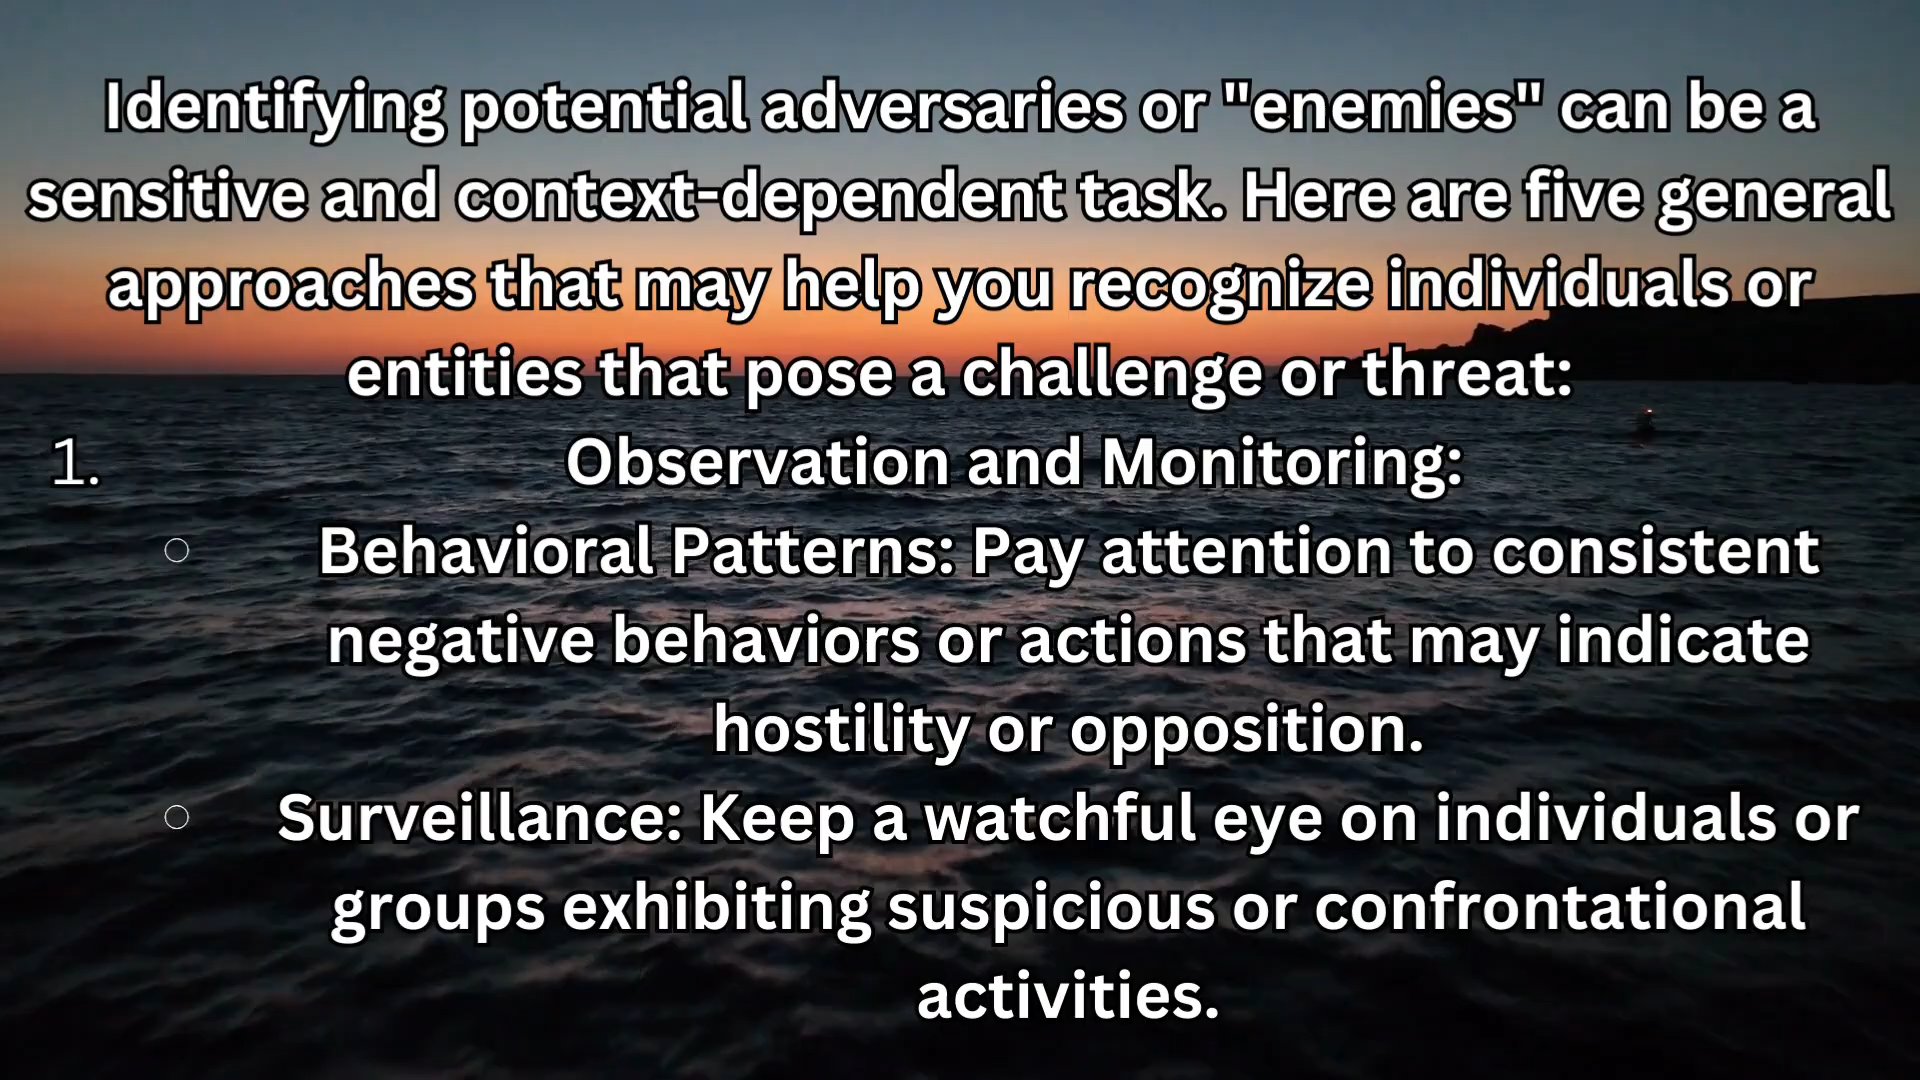 Identifying potential adversaries or "enemies" can be a
sensitive and context-dependent task. Here are five general
approaches that may help you recognize individuals or
entities that pose a challenge or threat:
1. Observation and Monitoring:
○ Behavioral Patterns: Pay attention to consistent
negative behaviors or actions that may indicate
hostility or opposition.
○ Surveillance: Keep a watchful eye on individuals or
groups exhibiting suspicious or confrontational
activities.